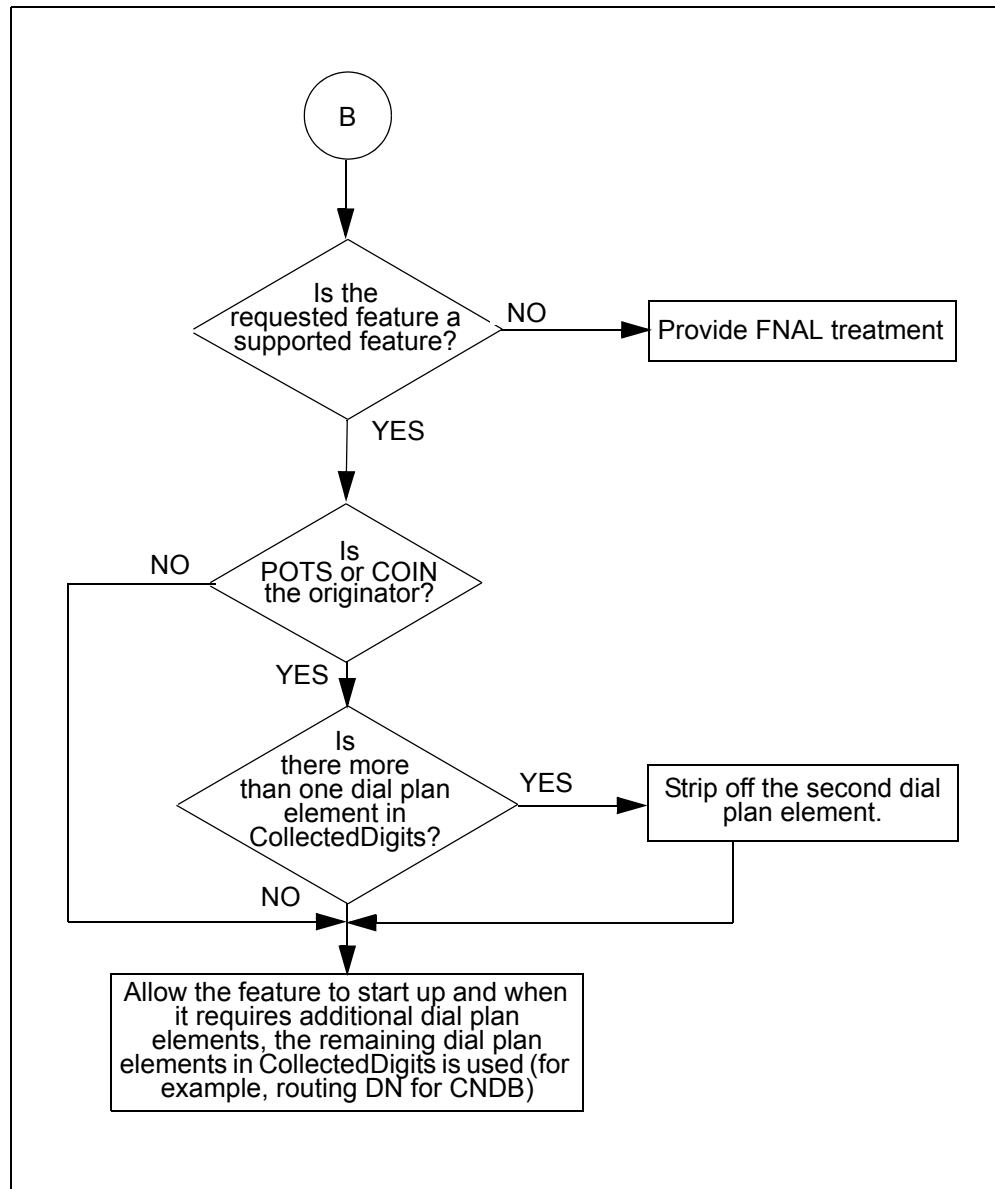 B
Is the
requested feature a
supported feature?
NO
Provide FNAL treatment
YES
Is
POTS or COIN
the originator?
NO
YES
Is
there more
than one dial plan
element in
CollectedDigits?
YES
Strip off the second dial
plan element.
NO
Allow the feature to start up and when
it requires additional dial plan
elements, the remaining dial plan
elements in CollectedDigits is used (for
example, routing DN for CNDB)